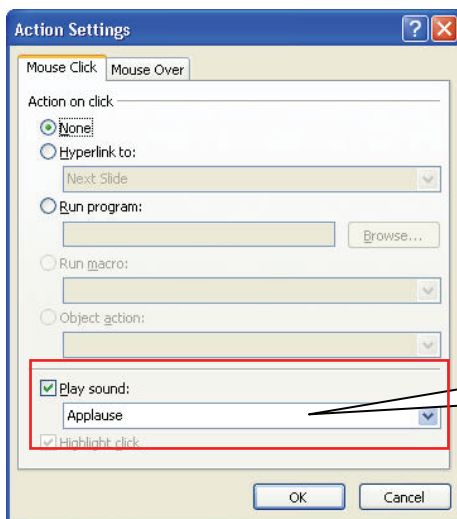 Action Settings
Mouse Click Mouse Over
Action on click
None
Hyperlink to:
Next Slide
Run program:
Browse...
Run macro:
Object action:
Play sound:
Applause
Highlight click
OK Cancel